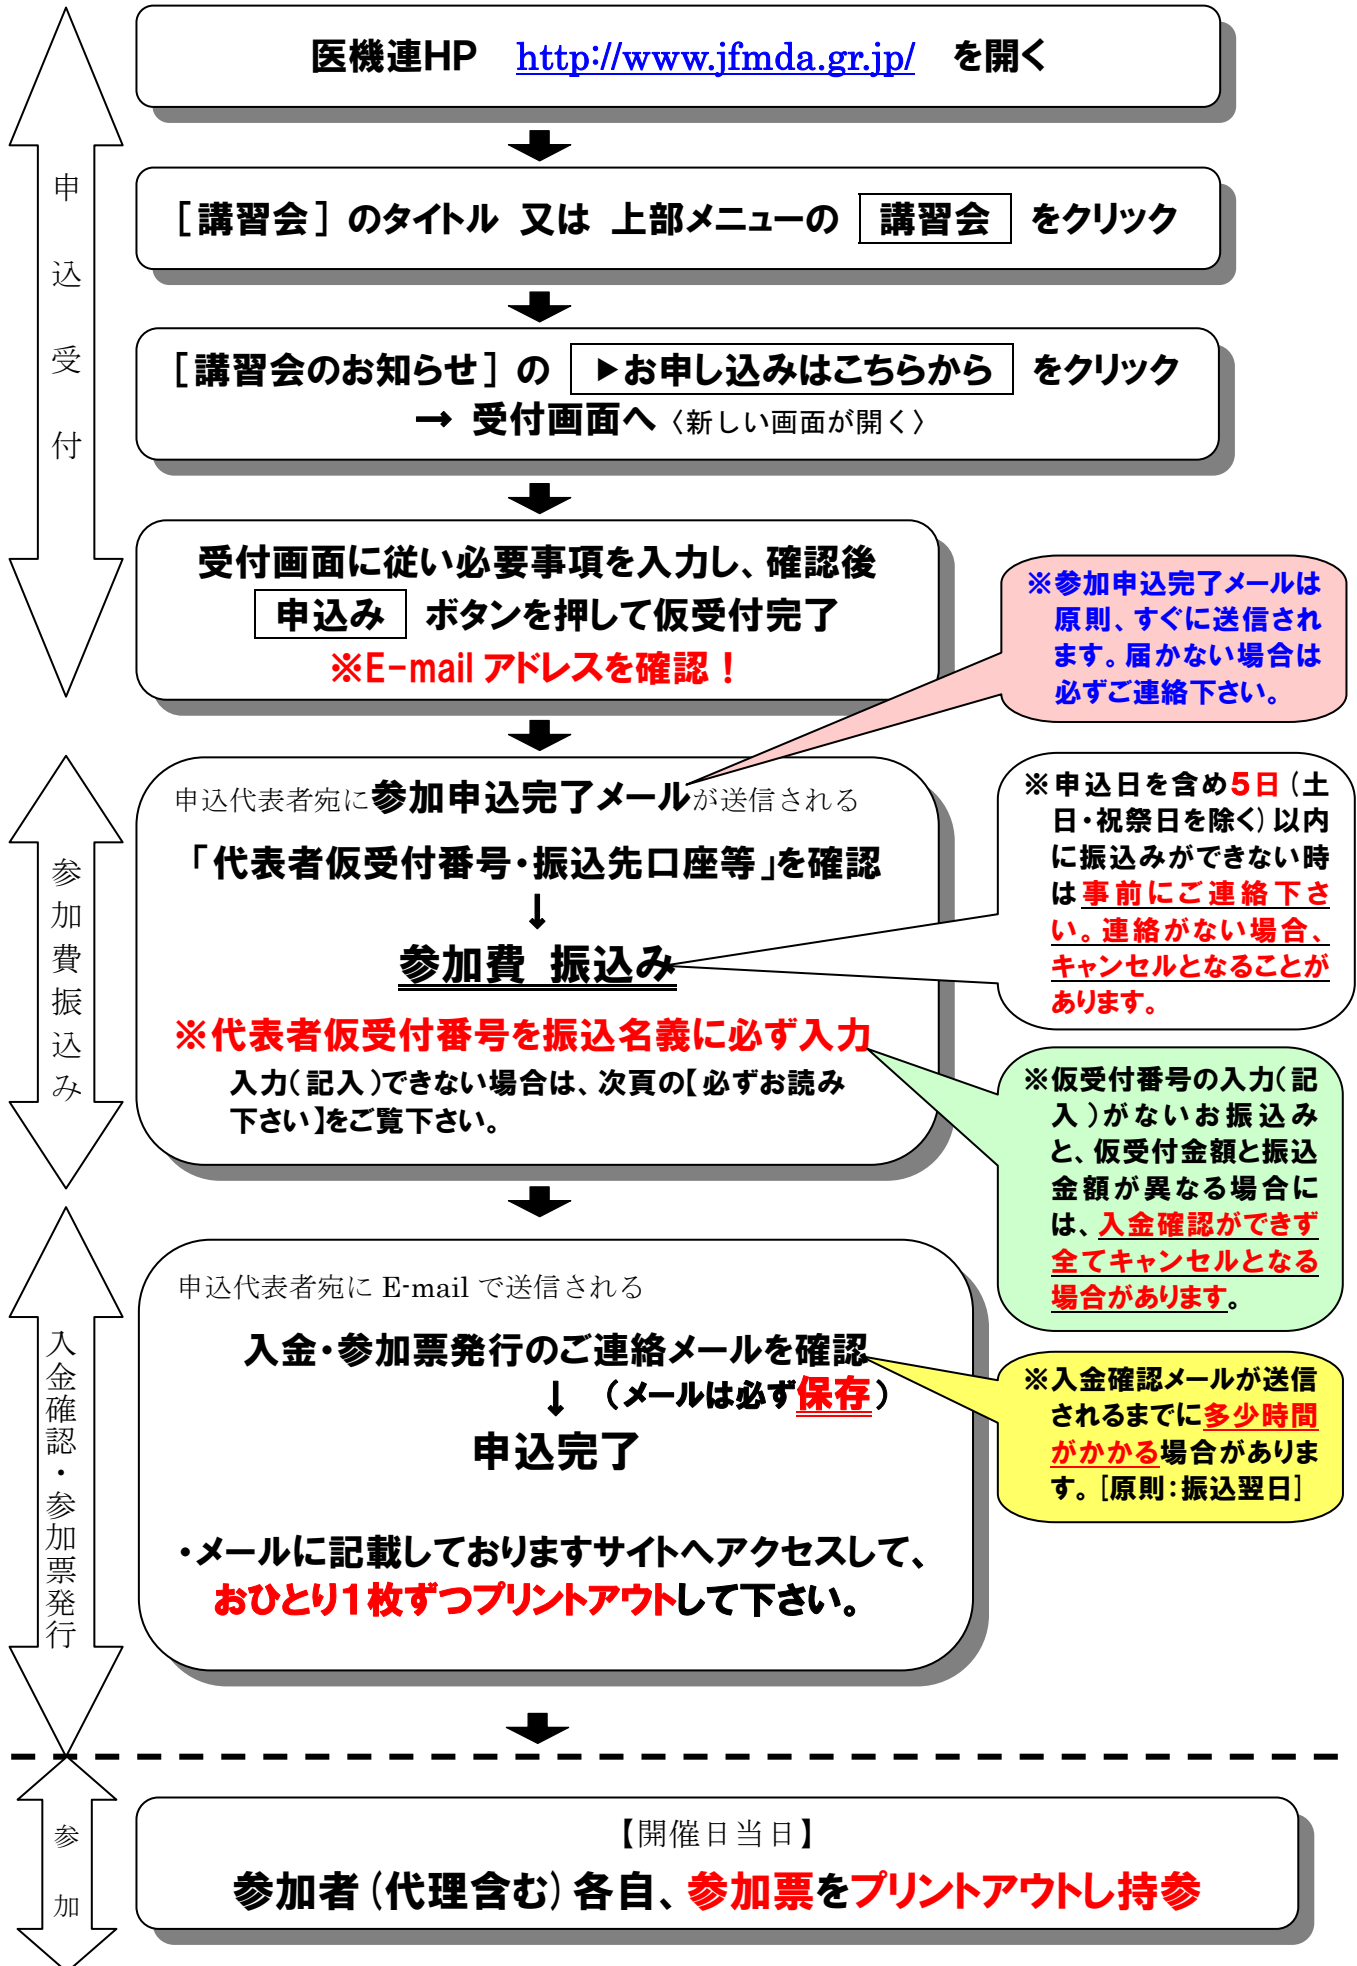 医機連HP http://www.jfmda.gr.jp/ を開く
[講習会] のタイトル 又は 上部メニューの 講習会 をクリック
[講習会のお知らせ] の ▶お申し込みはこちらから をクリック
→ 受付画面へ〈新しい画面が開く〉
申込受付
受付画面に従い必要事項を入力し、確認後
申込み ボタンを押して仮受付完了
※E-mail アドレスを確認！
※参加申込完了メールは
原則、すぐに送信され
ます。届かない場合は
必ずご連絡下さい。
参加費振込み
申込代表者宛に参加申込完了メールが送信される
「代表者仮受付番号・振込先口座等」を確認
↓
参加費 振込み
※代表者仮受付番号を振込名義に必ず入力
入力(記入)できない場合は、次頁の【必ずお読み
下さい】をご覧下さい。
※申込日を含め5日(土
日・祝祭日を除く)以内
に振込みができない時
は事前にご連絡下さ
い。連絡がない場合、
キャンセルとなることが
あります。
※仮受付番号の入力(記
入)がないお振込み
と、仮受付金額と振込
金額が異なる場合に
は、入金確認ができず
全てキャンセルとなる
場合があります。
入金確認・参加票発行
申込代表者宛に E-mail で送信される
入金・参加票発行のご連絡メールを確認
↓ (メールは必ず保存)
申込完了
・メールに記載しておりますサイトへアクセスして、
おひとり1枚ずつプリントアウトして下さい。
※入金確認メールが送信
されるまでに多少時間
がかかる場合がありま
す。[原則：振込翌日]
参加
【開催日当日】
参加者(代理含む)各自、参加票をプリントアウトし持参